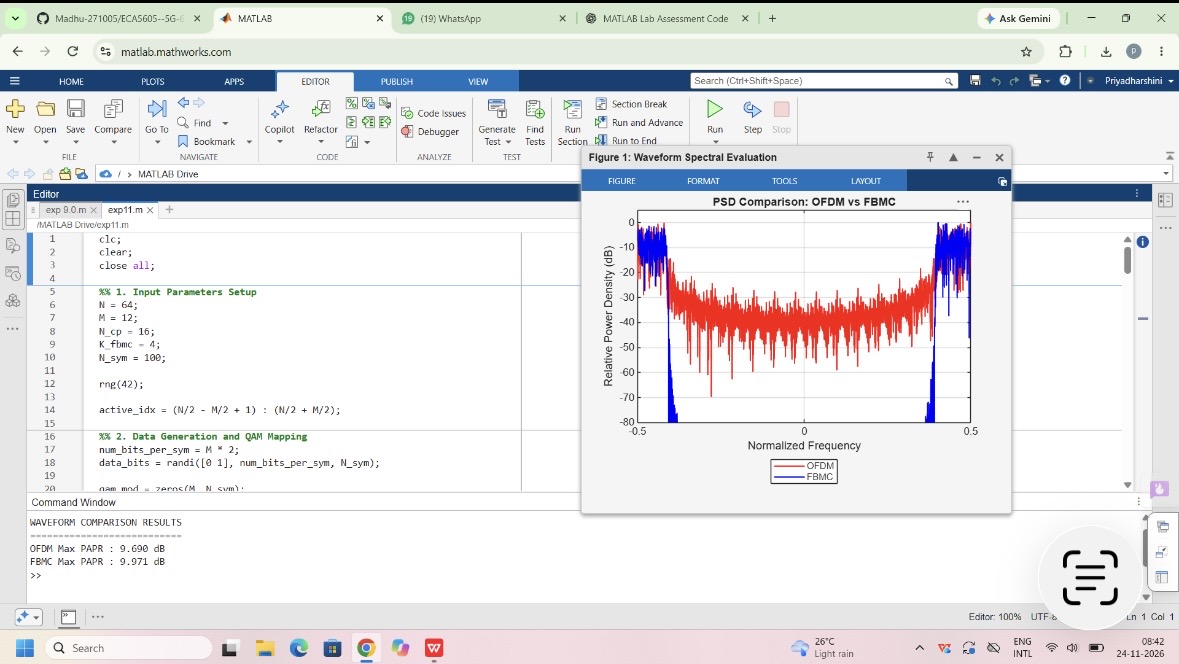 Madhu-271005/ECA5605--5G-
MATLAB
(19) WhatsApp
MATLAB Lab Assessment Code
Ask Gemini
matlab.mathworks.com
HOME PLOTS APPS EDITOR PUBLISH VIEW
Search (Ctrl+Shift+Space)
Priyadharshini
New Open Save Compare
FILE
Go To
Find
Bookmark
NAVIGATE
Copilot Refactor
CODE
Code Issues
Debugger
ANALYZE
Generate Test
Find Tests
TEST
Run Section
Section Break
Run and Advance
Run to End
Run Step Stop
/ › MATLAB Drive
Editor
exp 9.0.m
exp11.m
/MATLAB Drive/exp11.m
1 clc;
2 clear;
3 close all;
4
5 %% 1. Input Parameters Setup
6 N = 64;
7 M = 12;
8 N_cp = 16;
9 K_fbmc = 4;
10 N_sym = 100;
11
12 rng(42);
13
14 active_idx = (N/2 - M/2 + 1) : (N/2 + M/2);
15
16 %% 2. Data Generation and QAM Mapping
17 num_bits_per_sym = M * 2;
18 data_bits = randi([0 1], num_bits_per_sym, N_sym);
19
20 qam_mod = zeros(M, N_sym);
Figure 1: Waveform Spectral Evaluation
FIGURE FORMAT TOOLS LAYOUT
PSD Comparison: OFDM vs FBMC
Relative Power Density (dB)
0
-10
-20
-30
-40
-50
-60
-70
-80
-0.5 0 0.5
Normalized Frequency
OFDM
FBMC
Command Window
WAVEFORM COMPARISON RESULTS
--------------------------
OFDM Max PAPR : 9.690 dB
FBMC Max PAPR : 9.971 dB
>>
Editor: 100% UTF-8 Ln 1 Col 1
Search
26°C
Light rain
ENG
INTL
08:42
24-11-2026